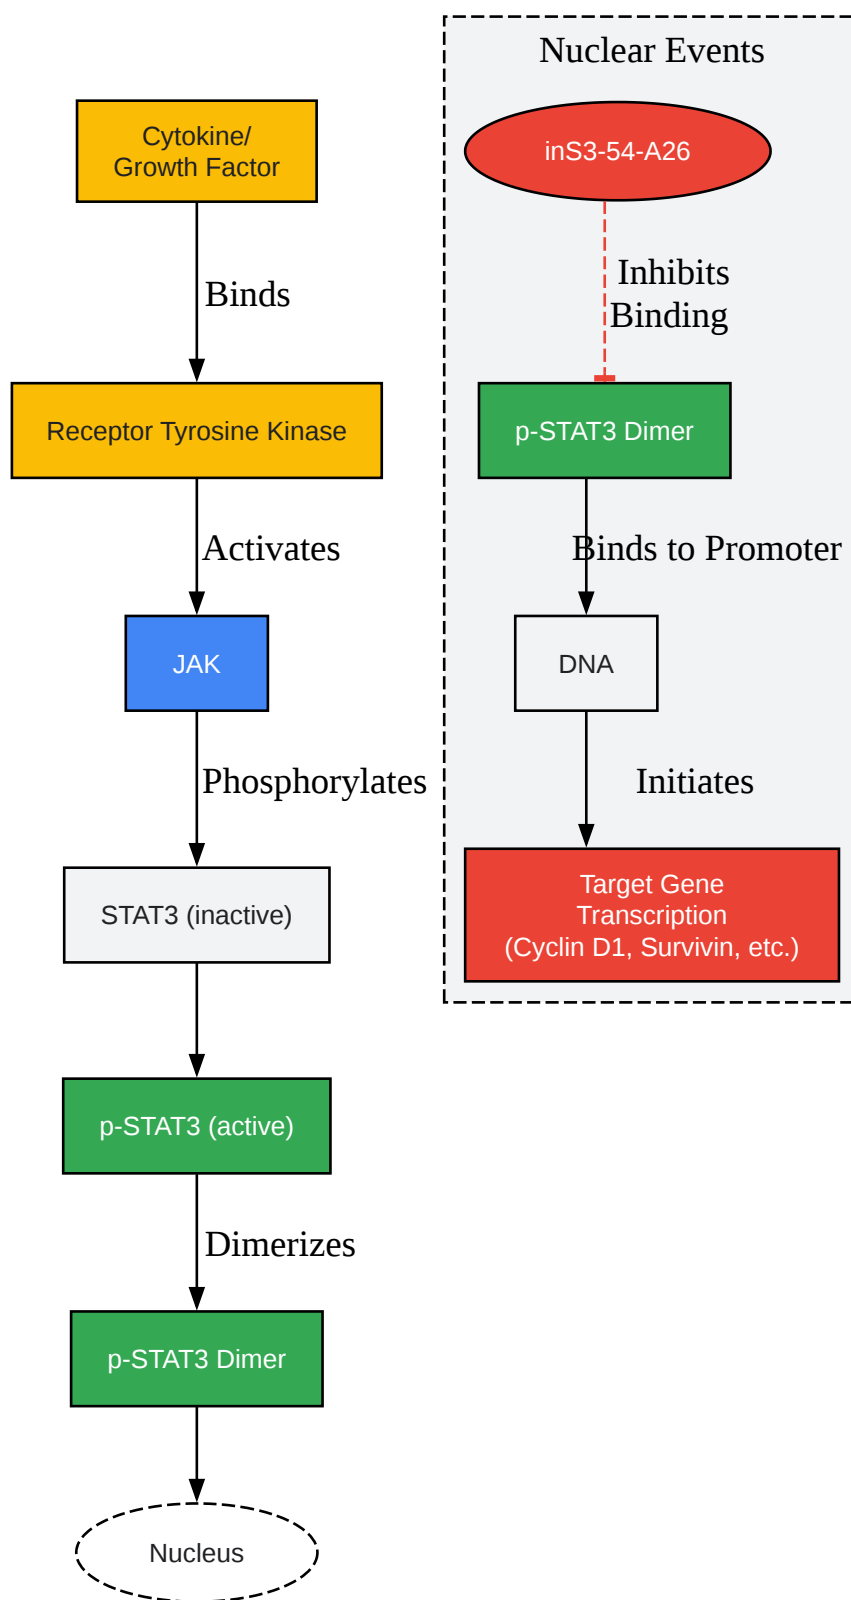 Cytokine/
Growth Factor
Binds
Receptor Tyrosine Kinase
Activates
JAK
Phosphorylates
STAT3 (inactive)
p-STAT3 (active)
Dimerizes
p-STAT3 Dimer
Nucleus
Nuclear Events
inS3-54-A26
Inhibits
Binding
p-STAT3 Dimer
Binds to Promoter
DNA
Initiates
Target Gene
Transcription
(Cyclin D1, Survivin, etc.)